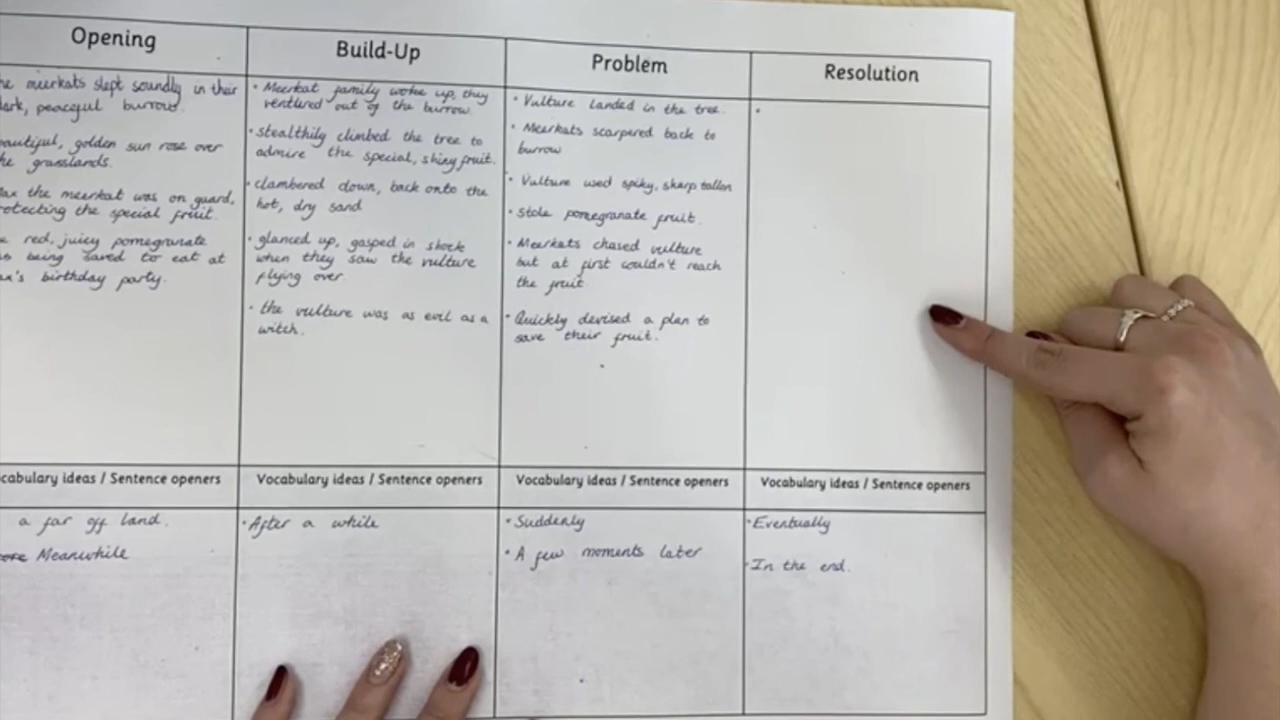 Opening
he meerkats slept soundly in their
dark, peaceful burrow.
beautiful, golden sun rose over
he grasslands.
Max the meerkat was on guard,
rotecting the special fruit.
red, juicy pomegranate
being saved to eat at
birthday party.
Build-Up
• Meerkat family woke up, they
ventured out of the burrow.
• stealthily climbed the tree to
admire the special, shiny fruit.
• clambered down, back onto the
hot, dry sand
• glanced up, gasped in shock
when they saw the vulture
flying over.
• the vulture was as evil as a
witch.
Problem
• Vulture landed in the tree.
• Meerkats scarpered back to
burrow
• Vulture used spiky, sharp tallon
• Stole pomegranate fruit.
• Meerkats chased vulture
but at first couldn't reach
the fruit
• Quickly devised a plan to
save their fruit.
Resolution
•
cabulary ideas / Sentence openers
a far off land.
Meanwhile
Vocabulary ideas / Sentence openers
• After a while
Vocabulary ideas / Sentence openers
• Suddenly
• A few moments later
Vocabulary ideas / Sentence openers
• Eventually
• In the end.